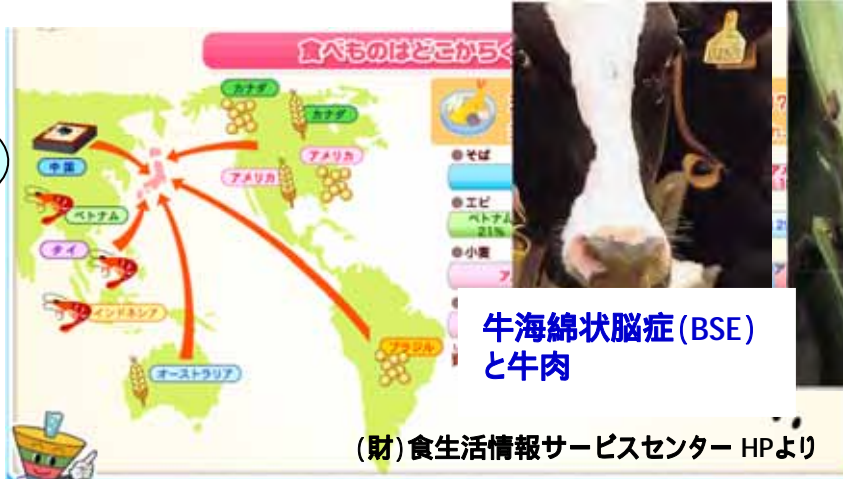 食べものはどこからく
カナダ
カナダ
中国
アメリカ
アメリカ
ベトナム
タイ
インドネシア
オーストラリア
ブラジル
●そば
●エビ
ベトナム
21%
●小麦
牛海綿状脳症(BSE)
と牛肉
(財)食生活情報サービスセンター HPより